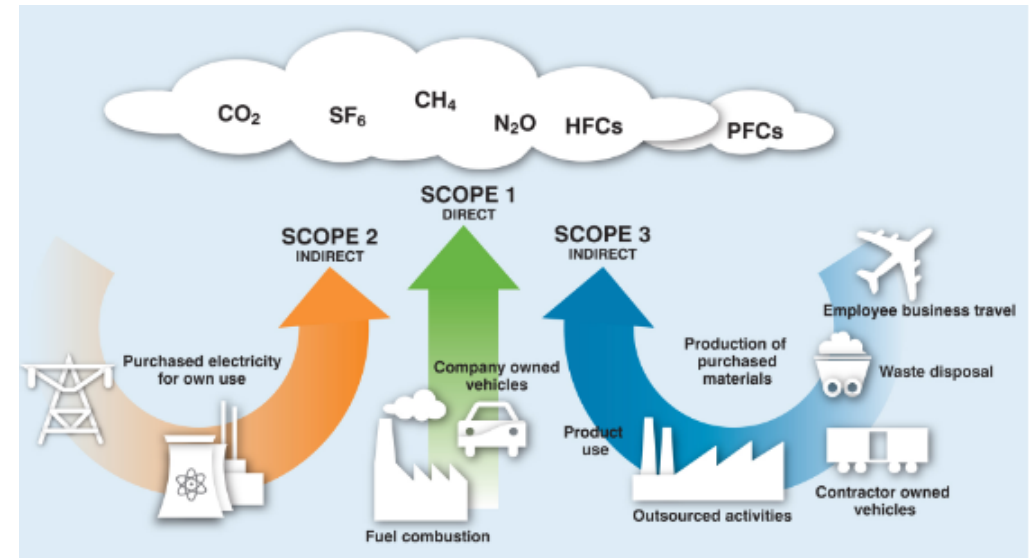 CO₂
SF₆
CH₄
N₂O
HFCs
PFCs
SCOPE 1
DIRECT
SCOPE 2
INDIRECT
SCOPE 3
INDIRECT
Purchased electricity
for own use
Company owned
vehicles
Fuel combustion
Product
use
Production of
purchased
materials
Employee business travel
Waste disposal
Contractor owned
vehicles
Outsourced activities